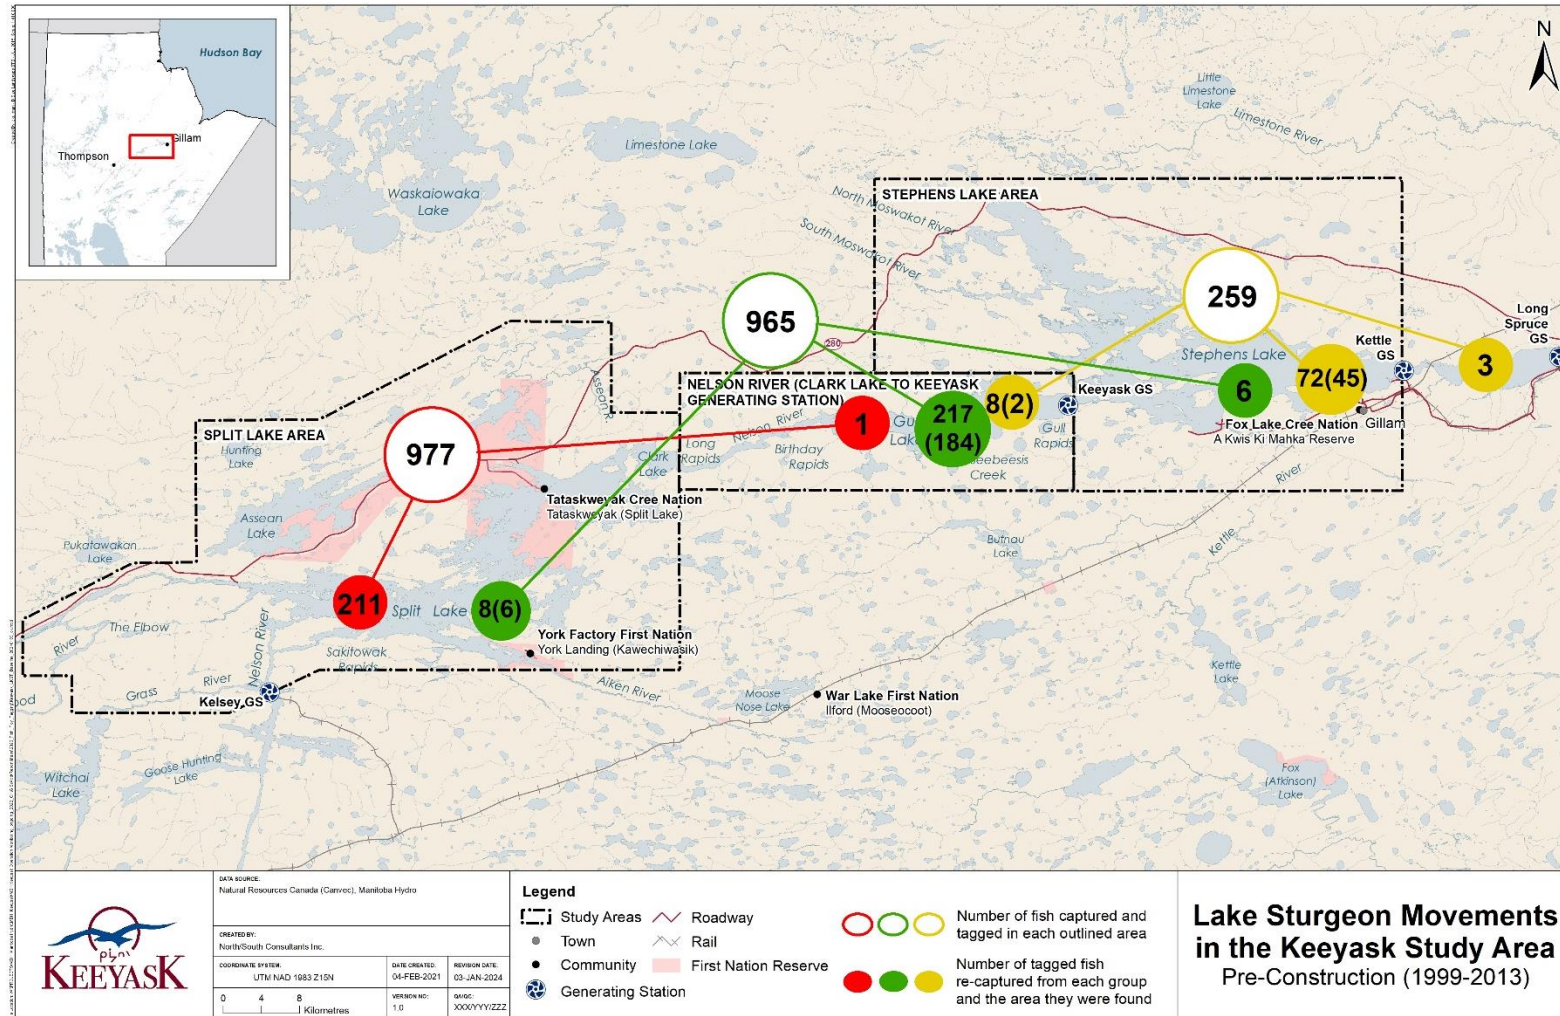 Hudson Bay
Gillam
Thompson
N
Little
Limestone
Lake
Limestone River
Limestone Lake
Waskaiowaka
Lake
STEPHENS LAKE AREA
North Moswakot River
South Moswakot River
259
965
Long
Spruce
GS
Kettle
GS
Stephens Lake
3
72(45)
6
280
NELSON RIVER (CLARK LAKE TO KEEYASK
GENERATING STATION)
8(2)
Keeyask GS
217
(184)
1
Nelson River
Gull
Rapids
Long
Rapids
Birthday
Rapids
Creek
Fox Lake Cree Nation
A Kwis Ki Mahka Reserve
Gillam
Assean R.
SPLIT LAKE AREA
Hunting
Lake
977
Clark
Lake
Tataskweyak Cree Nation
Tataskweyak (Split Lake)
Assean
Lake
Pukatawakan
Lake
River
Kettle
Butnau
Lake
211
Split Lake
8(6)
The Elbow
River
Nelson River
Sakitowak
Rapids
York Factory First Nation
York Landing (Kawechiwasik)
Grass River
Kelsey GS
Aiken River
Moose
Nose Lake
War Lake First Nation
Ilford (Mooseocoot)
Kettle
Lake
Witchai
Lake
Goose Hunting
Lake
Fox
(Atkinson)
Lake
KEEYASK
DATA SOURCE:
Natural Resources Canada (Canvec), Manitoba Hydro
CREATED BY:
North/South Consultants Inc.
COORDINATE SYSTEM:
UTM NAD 1983 Z15N
DATE CREATED:
04-FEB-2021
REVISION DATE:
03-JAN-2024
0 4 8
Kilometres
VERSION NO:
1.0
QA/QC:
XXX/YYY/ZZZ
Legend
Study Areas
Roadway
Town
Rail
Community
First Nation Reserve
Generating Station
Number of fish captured and
tagged in each outlined area
Number of tagged fish
re-captured from each group
and the area they were found
Lake Sturgeon Movements
in the Keeyask Study Area
Pre-Construction (1999-2013)